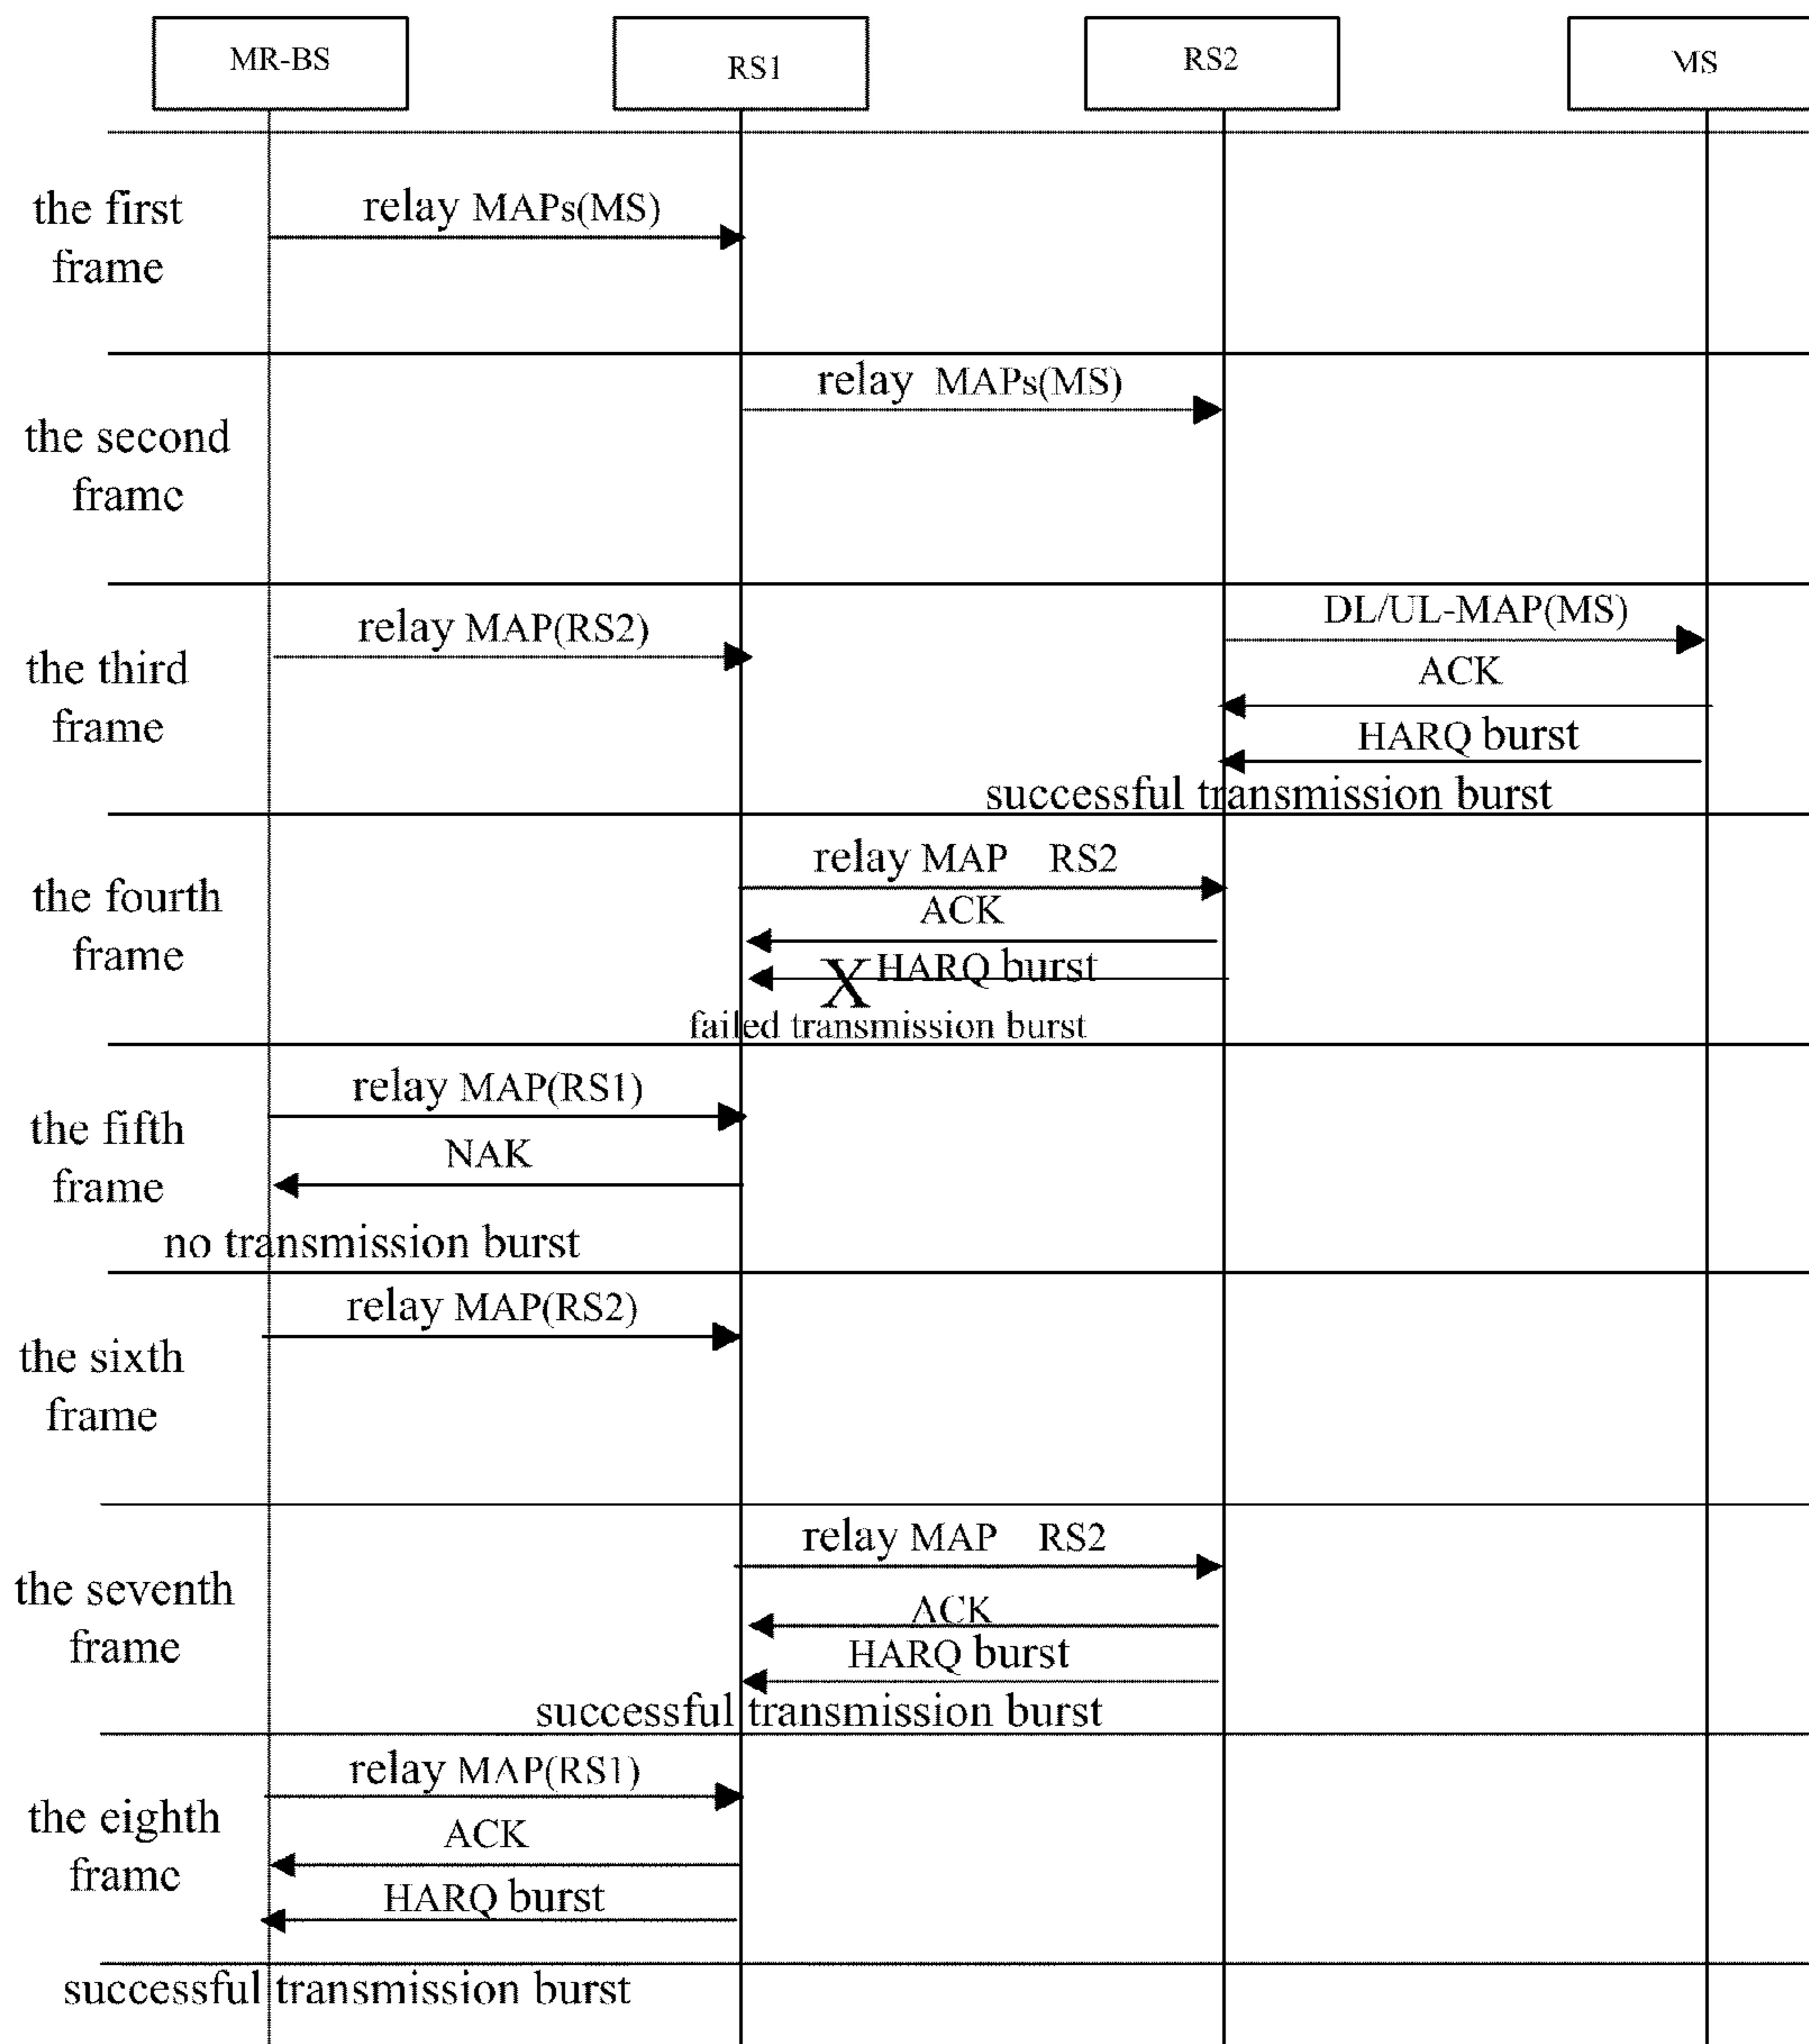 MR-BS
RS1
RS2
MS
the first
frame
relay MAPs(MS)
the second
frame
relay MAPs(MS)
the third
frame
relay MAP(RS2)
DL/UL-MAP(MS)
ACK
HARQ burst
successful transmission burst
the fourth
frame
relay MAP RS2
ACK
X HARQ burst
failed transmission burst
the fifth
frame
relay MAP(RS1)
NAK
no transmission burst
the sixth
frame
relay MAP(RS2)
the seventh
frame
relay MAP RS2
ACK
HARQ burst
successful transmission burst
the eighth
frame
relay MAP(RS1)
ACK
HARQ burst
successful transmission burst